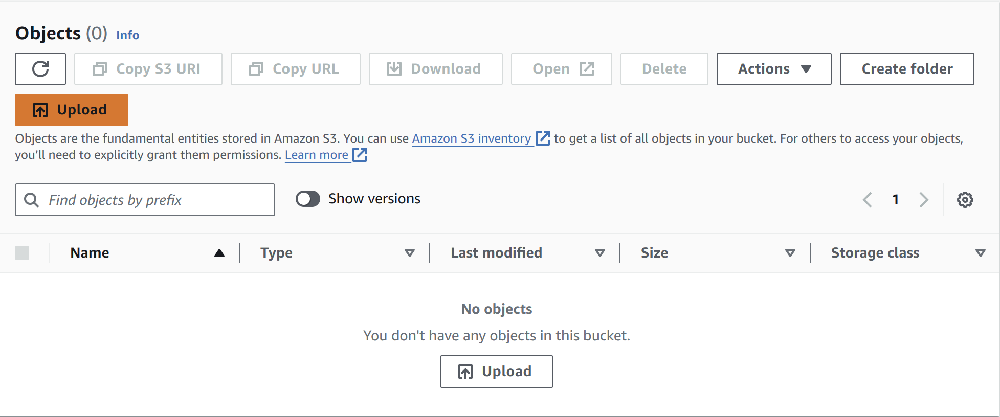 Objects (0) Info
Copy S3 URI Copy URL Download Open Delete Actions Create folder
Upload
Objects are the fundamental entities stored in Amazon S3. You can use Amazon S3 inventory to get a list of all objects in your bucket. For others to access your objects,
you’ll need to explicitly grant them permissions. Learn more
Find objects by prefix Show versions 1
Name Type Last modified Size Storage class
No objects
You don't have any objects in this bucket.
Upload